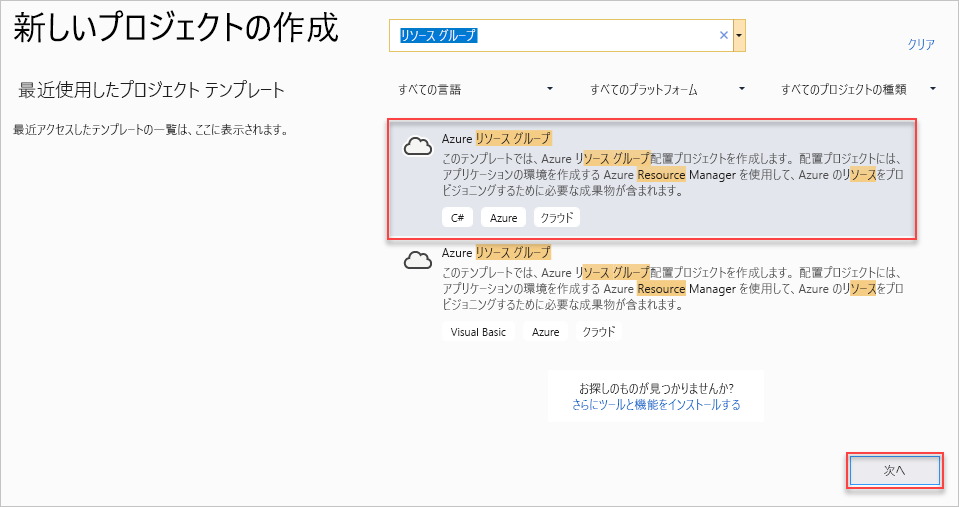 新しいプロジェクトの作成
リソース グループ
クリア
最近使用したプロジェクト テンプレート
すべての言語
すべてのプラットフォーム
すべてのプロジェクトの種類
最近アクセスしたテンプレートの一覧は、ここに表示されます。
Azure リソース グループ
このテンプレートでは、Azure リソース グループ配置プロジェクトを作成します。 配置プロジェクトには、
アプリケーションの環境を作成する Azure Resource Manager を使用して、Azure のリソースをプロ
ビジョニングするために必要な成果物が含まれます。
C#
Azure
クラウド
Azure リソース グループ
このテンプレートでは、Azure リソース グループ配置プロジェクトを作成します。 配置プロジェクトには、
アプリケーションの環境を作成する Azure Resource Manager を使用して、Azure のリソースをプロ
ビジョニングするために必要な成果物が含まれます。
Visual Basic
Azure
クラウド
お探しのものが見つかりませんか?
さらにツールと機能をインストールする
次へ